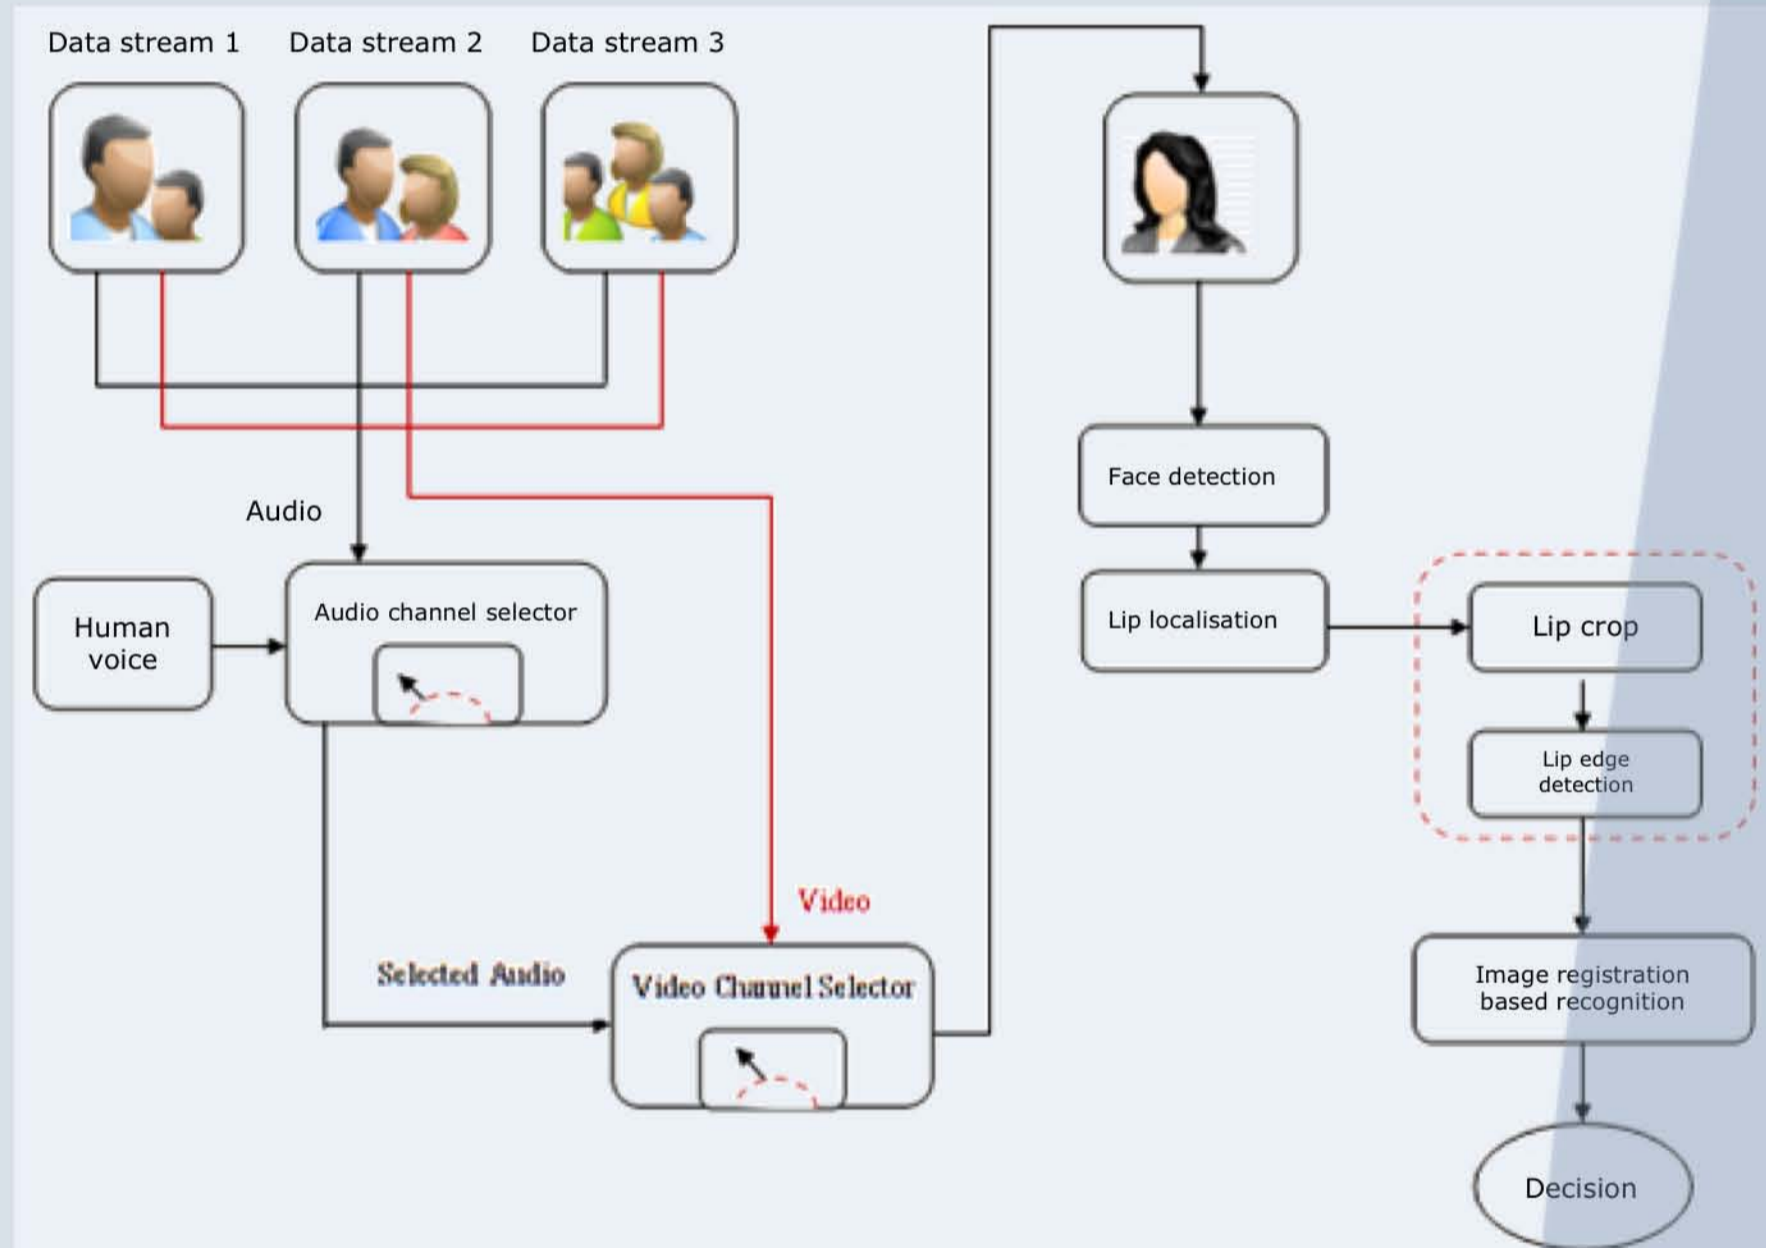 Data stream 1
Data stream 2
Data stream 3
Audio
Human
voice
Audio channel selector
Selected Audio
Video
Video Channel Selector
Face detection
Lip localisation
Lip crop
Lip edge
detection
Image registration
based recognition
Decision